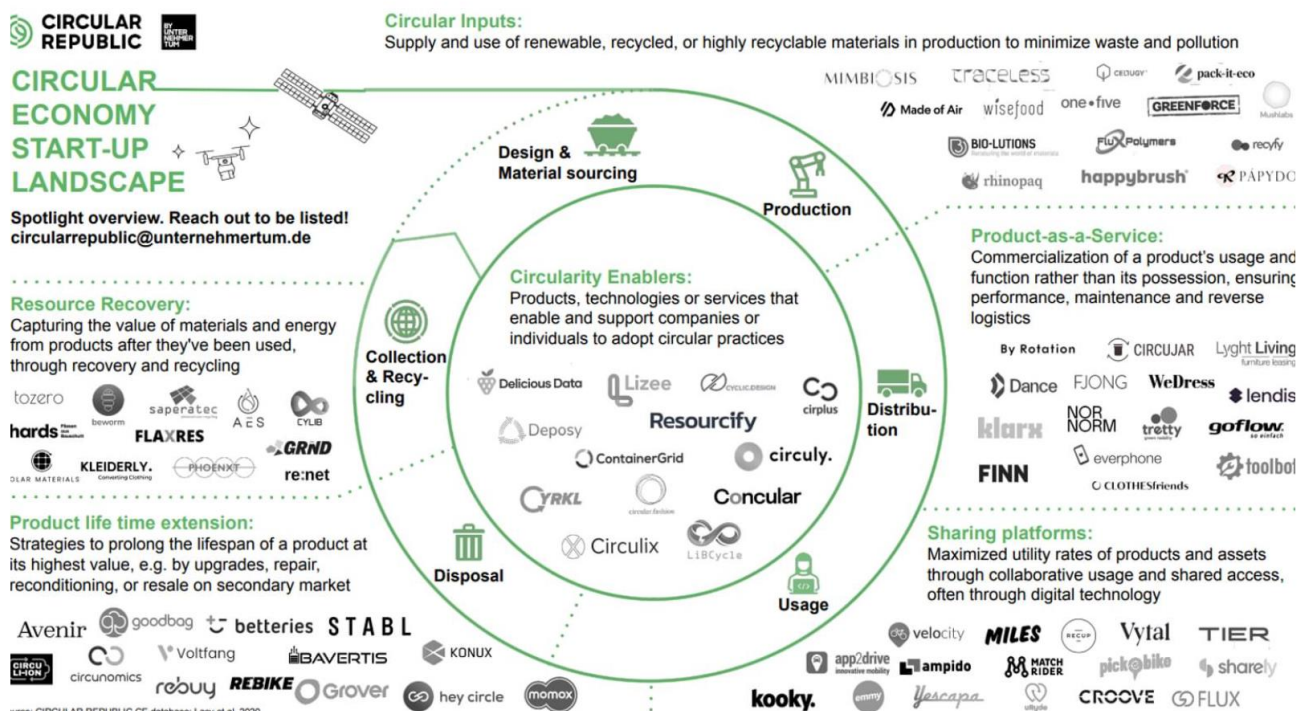 CIRCULAR
REPUBLIC
BY
UNTER
NEHMER
TUM
CIRCULAR
ECONOMY
START-UP
LANDSCAPE
Spotlight overview. Reach out to be listed!
circularrepublic@unternehmertum.de
Circular Inputs:
Supply and use of renewable, recycled, or highly recyclable materials in production to minimize waste and pollution
MIMBIOSIS traceless CELLUGY pack-it-eco
Made of Air wisefood one•five GREENFORCE Mushlabs
BIO-LUTIONS FluxPolymers recyfy
rhinopaq happybrush PÁPYDO
Design &
Material sourcing
Production
Distribu-
tion
Usage
Disposal
Collection
& Recy-
cling
Circularity Enablers:
Products, technologies or services that
enable and support companies or
individuals to adopt circular practices
Delicious Data Lizee CYCLIC.DESIGN cirplus
Deposy Resourcify
ContainerGrid circuly.
CYRKL circular.fashion Concular
Circulix LiBCycle
Product-as-a-Service:
Commercialization of a product's usage and
function rather than its possession, ensuring
performance, maintenance and reverse
logistics
By Rotation CIRCUJAR Lyght Living
furniture leasing
Dance FJONG WeDress lendis
klarx NOR
NORM tretty goflow.
so einfach
FINN everphone toolbot
CLOTHESfriends
Resource Recovery:
Capturing the value of materials and energy
from products after they've been used,
through recovery and recycling
tozero beworm saperatec AES CYLIB
hards FLAXRES GRND
OLAR MATERIALS KLEIDERLY.
Converting Clothing PHOENXT re:net
Product life time extension:
Strategies to prolong the lifespan of a product at
its highest value, e.g. by upgrades, repair,
reconditioning, or resale on secondary market
Avenir goodbag betteries STABL
CIRCU
LI-ION circunomics Voltfang BAVERTIS KONUX
rebuy REBIKE GROVER hey circle momox
Sharing platforms:
Maximized utility rates of products and assets
through collaborative usage and shared access,
often through digital technology
velocity MILES RECUP Vytal TIER
app2drive
innovative mobility ampido MATCH
RIDER pick@bike sharely
kooky. emmy Yescapa CROOVE FLUX